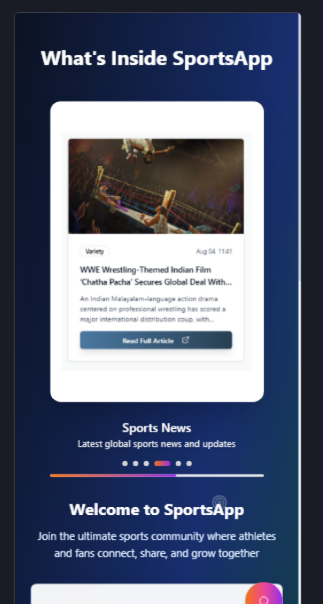 What's Inside SportsApp
Variety
Aug 04, 11:41
WWE Wrestling-Themed Indian Film
'Chatha Pacha' Secures Global Deal With...
An Indian Malayalam-language action drama
centered on professional wrestling has scored a
major international distribution coup, with...
Read Full Article
Sports News
Latest global sports news and updates
Welcome to SportsApp
Join the ultimate sports community where athletes
and fans connect, share, and grow together